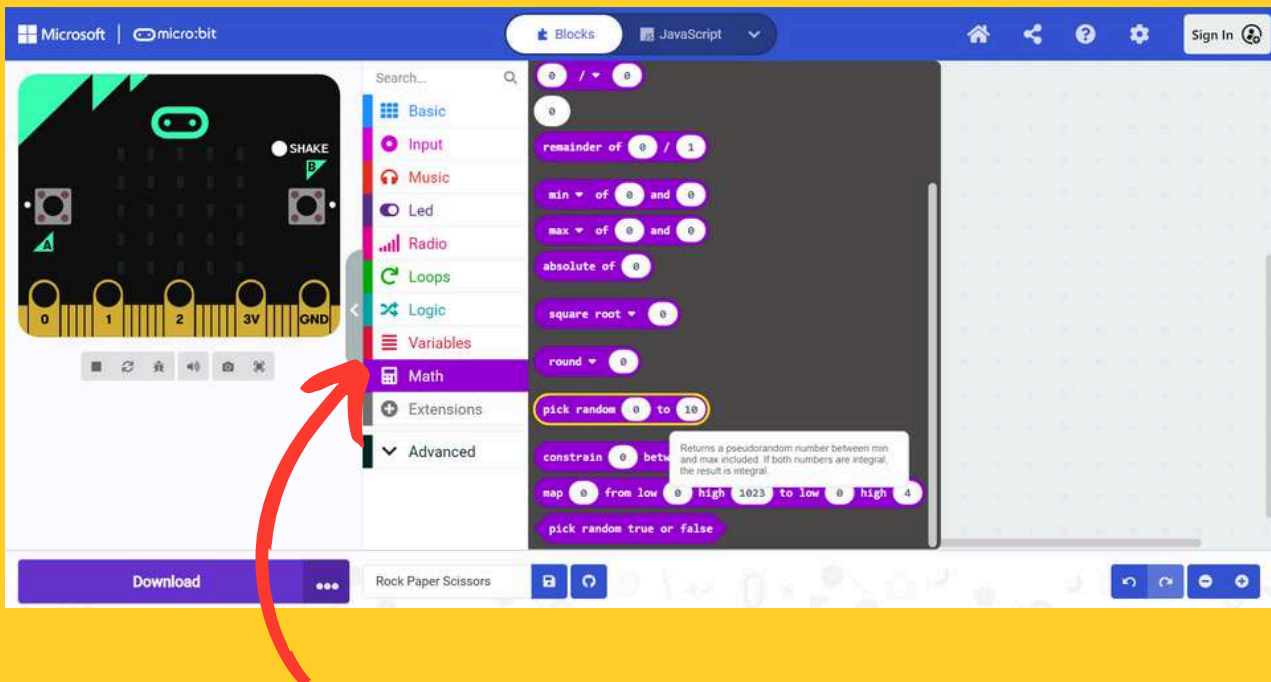 Microsoft micro:bit Blocks JavaScript Sign In
SHAKE
B
A
0 1 2 3V GND
Search...
Basic
Input
Music
Led
Radio
Loops
Logic
Variables
Math
Extensions
Advanced
0 / 0
0
remainder of 0 / 1
min of 0 and 0
max of 0 and 0
absolute of 0
square root 0
round 0
pick random 0 to 10
Returns a pseudorandom number between min
and max included. If both numbers are integral,
the result is integral.
constrain 0 betw
map 0 from low 0 high 1023 to low 0 high 4
pick random true or false
Download Rock Paper Scissors